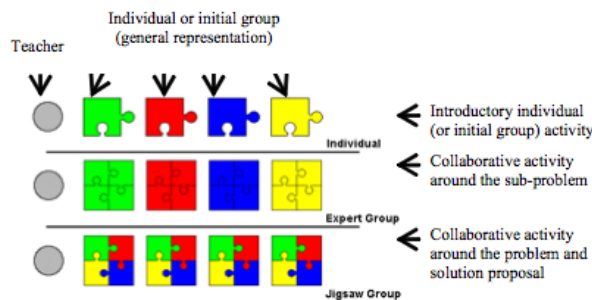 Individual or initial group
(general representation)
Teacher
Introductory individual
(or initial group) activity
Individual
Collaborative activity
around the sub-problem
Expert Group
Collaborative activity
around the problem and
solution proposal
Jigsaw Group